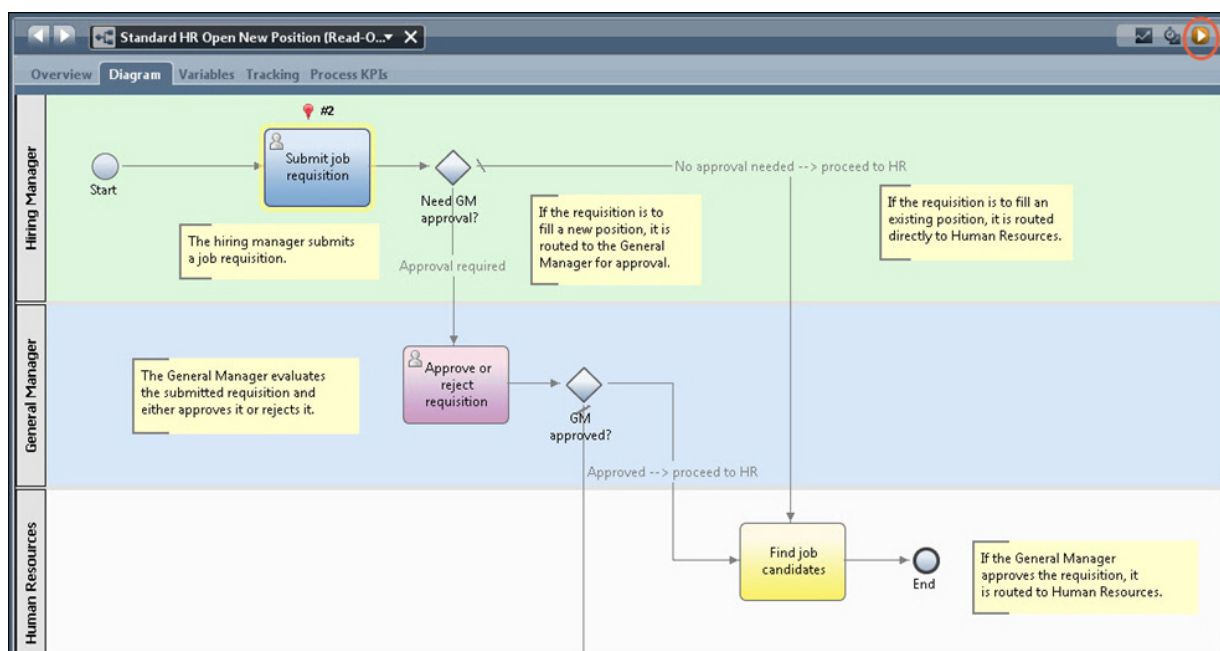 Standard HR Open New Position (Read-O...
Overview
Diagram
Variables
Tracking
Process KPIs
Hiring Manager
#2
Start
Submit job
requisition
Need GM
approval?
No approval needed --> proceed to HR
The hiring manager submits
a job requisition.
Approval required
If the requisition is to
fill a new position, it is
routed to the General
Manager for approval.
If the requisition is to fill an
existing position, it is routed
directly to Human Resources.
General Manager
The General Manager evaluates
the submitted requisition and
either approves it or rejects it.
Approve or
reject
requisition
GM
approved?
Approved --> proceed to HR
Human Resources
Find job
candidates
End
If the General Manager
approves the requisition, it
is routed to Human Resources.